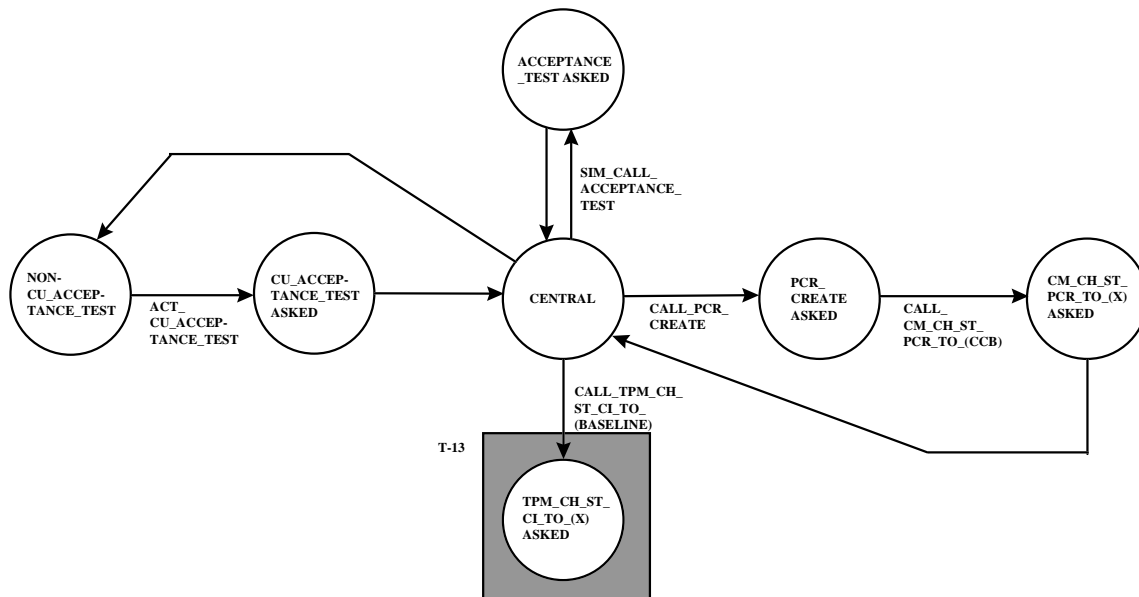 ACCEPTANCE
_TEST ASKED
SIM_CALL_
ACCEPTANCE_
TEST
NON-
CU_ACCEP-
TANCE_TEST
ACT_
CU_ACCEP-
TANCE_TEST
CU_ACCEP-
TANCE_TEST
ASKED
CENTRAL
CALL_PCR_
CREATE
PCR_
CREATE
ASKED
CALL_
CM_CH_ST_
PCR_TO_(CCB)
CM_CH_ST_
PCR_TO_(X)
ASKED
CALL_TPM_CH_
ST_CI_TO_
(BASELINE)
T-13
TPM_CH_ST_
CI_TO_(X)
ASKED